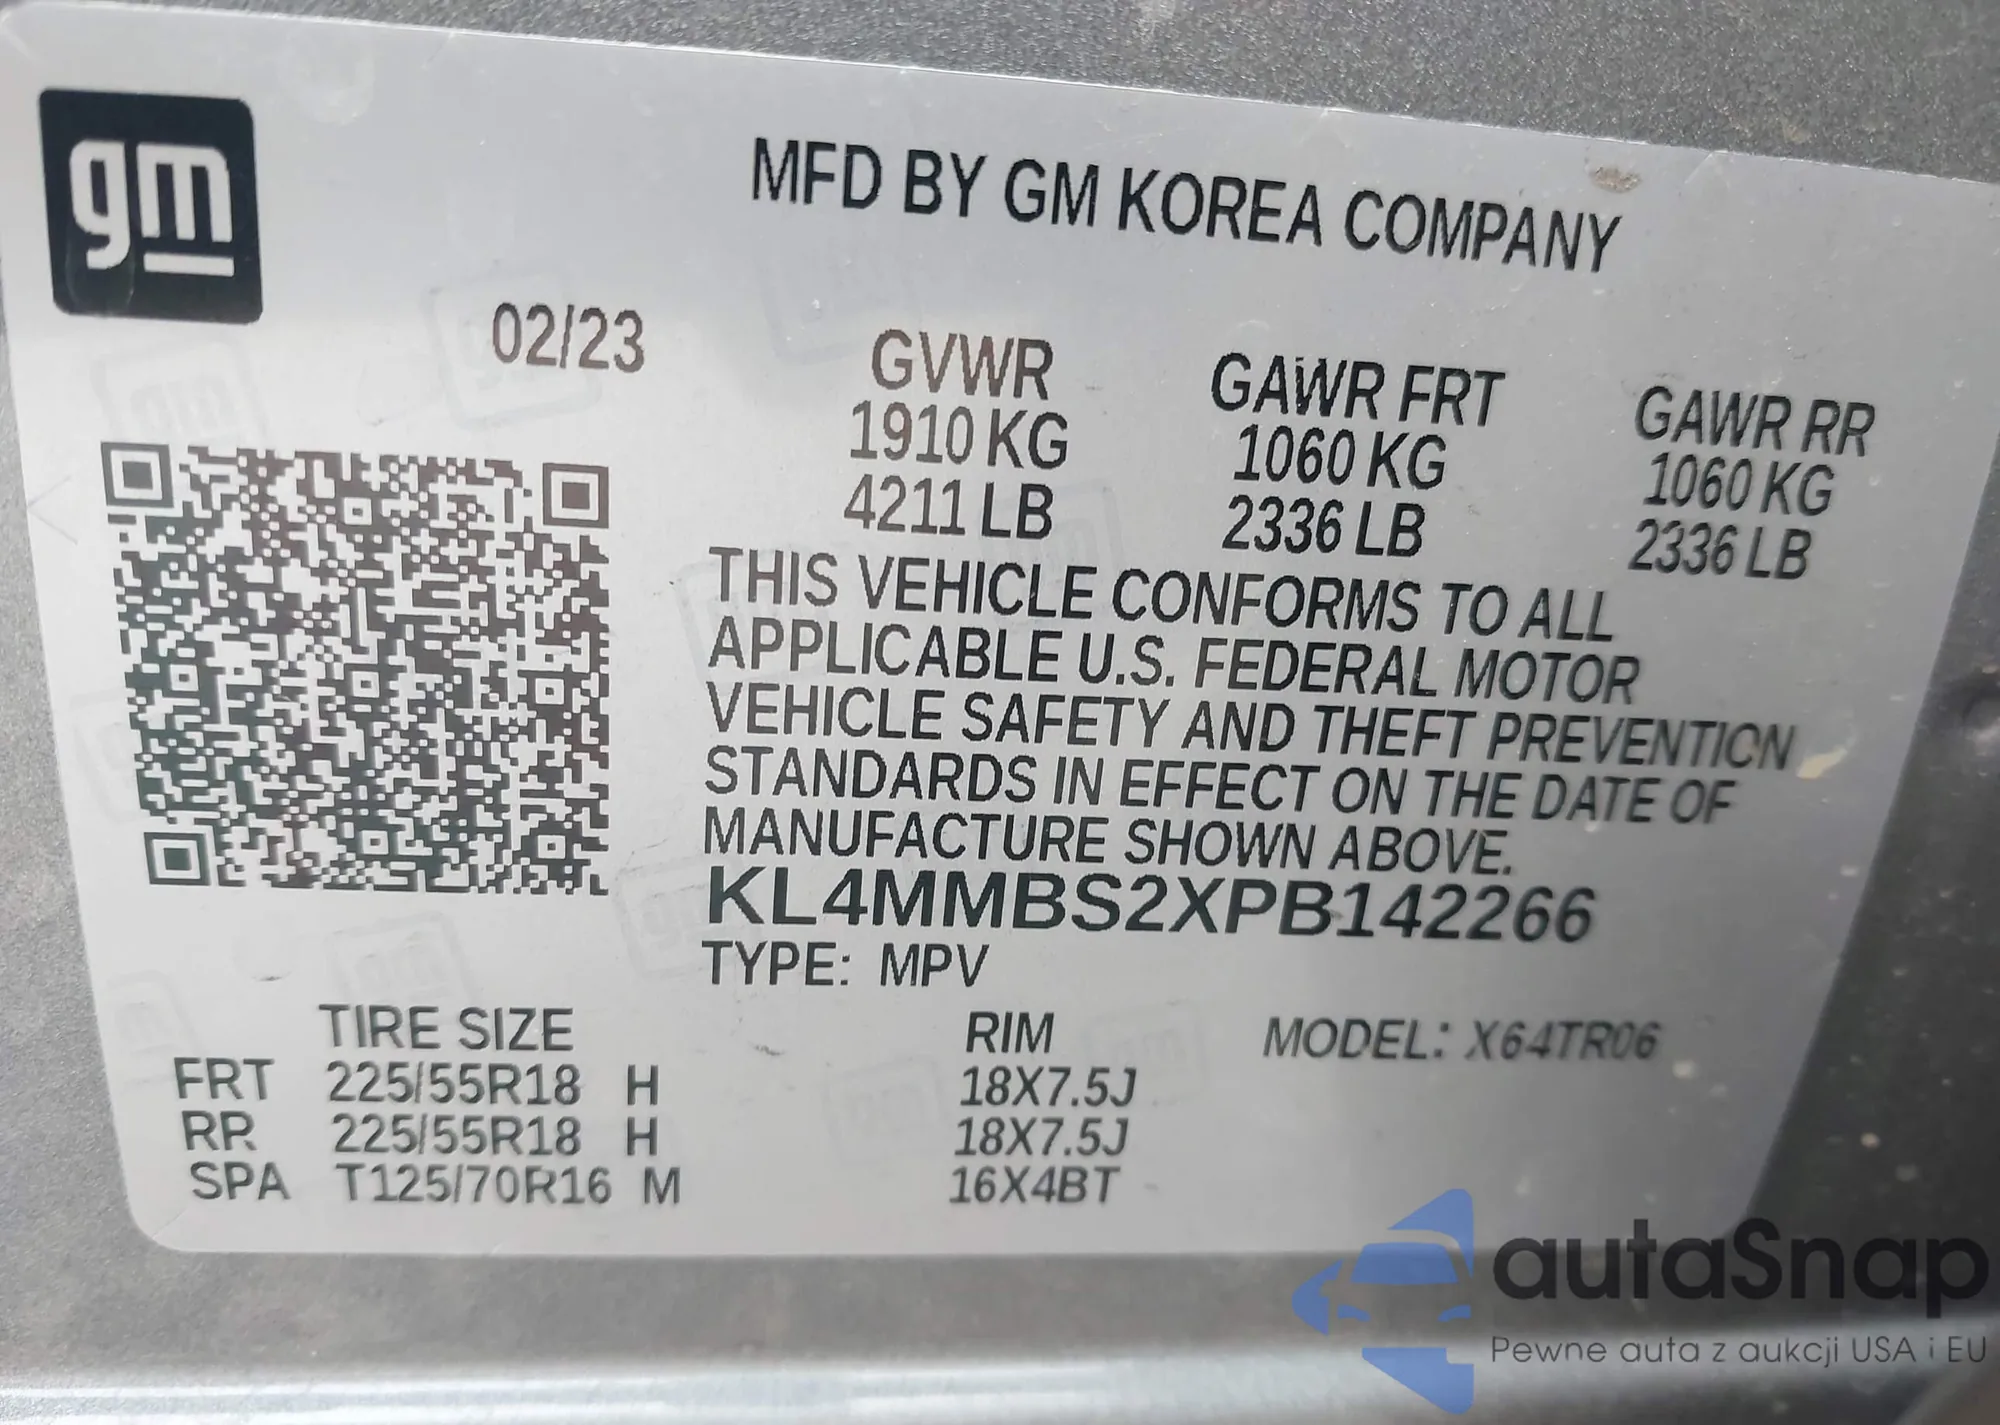 gm
MFD BY GM KOREA COMPANY
02/23
GVWR GAWR FRT GAWR RR
1910 KG 1060 KG 1060 KG
4211 LB 2336 LB 2336 LB
THIS VEHICLE CONFORMS TO ALL
APPLICABLE U.S. FEDERAL MOTOR
VEHICLE SAFETY AND THEFT PREVENTION
STANDARDS IN EFFECT ON THE DATE OF
MANUFACTURE SHOWN ABOVE.
KL4MMBS2XPB142266
TYPE: MPV
TIRE SIZE RIM MODEL: X64TR06
FRT 225/55R18 H 18X7.5J
RR 225/55R18 H 18X7.5J
SPA T125/70R16 M 16X4BT
autaSnap
Pewne auta z aukcji USA i EU